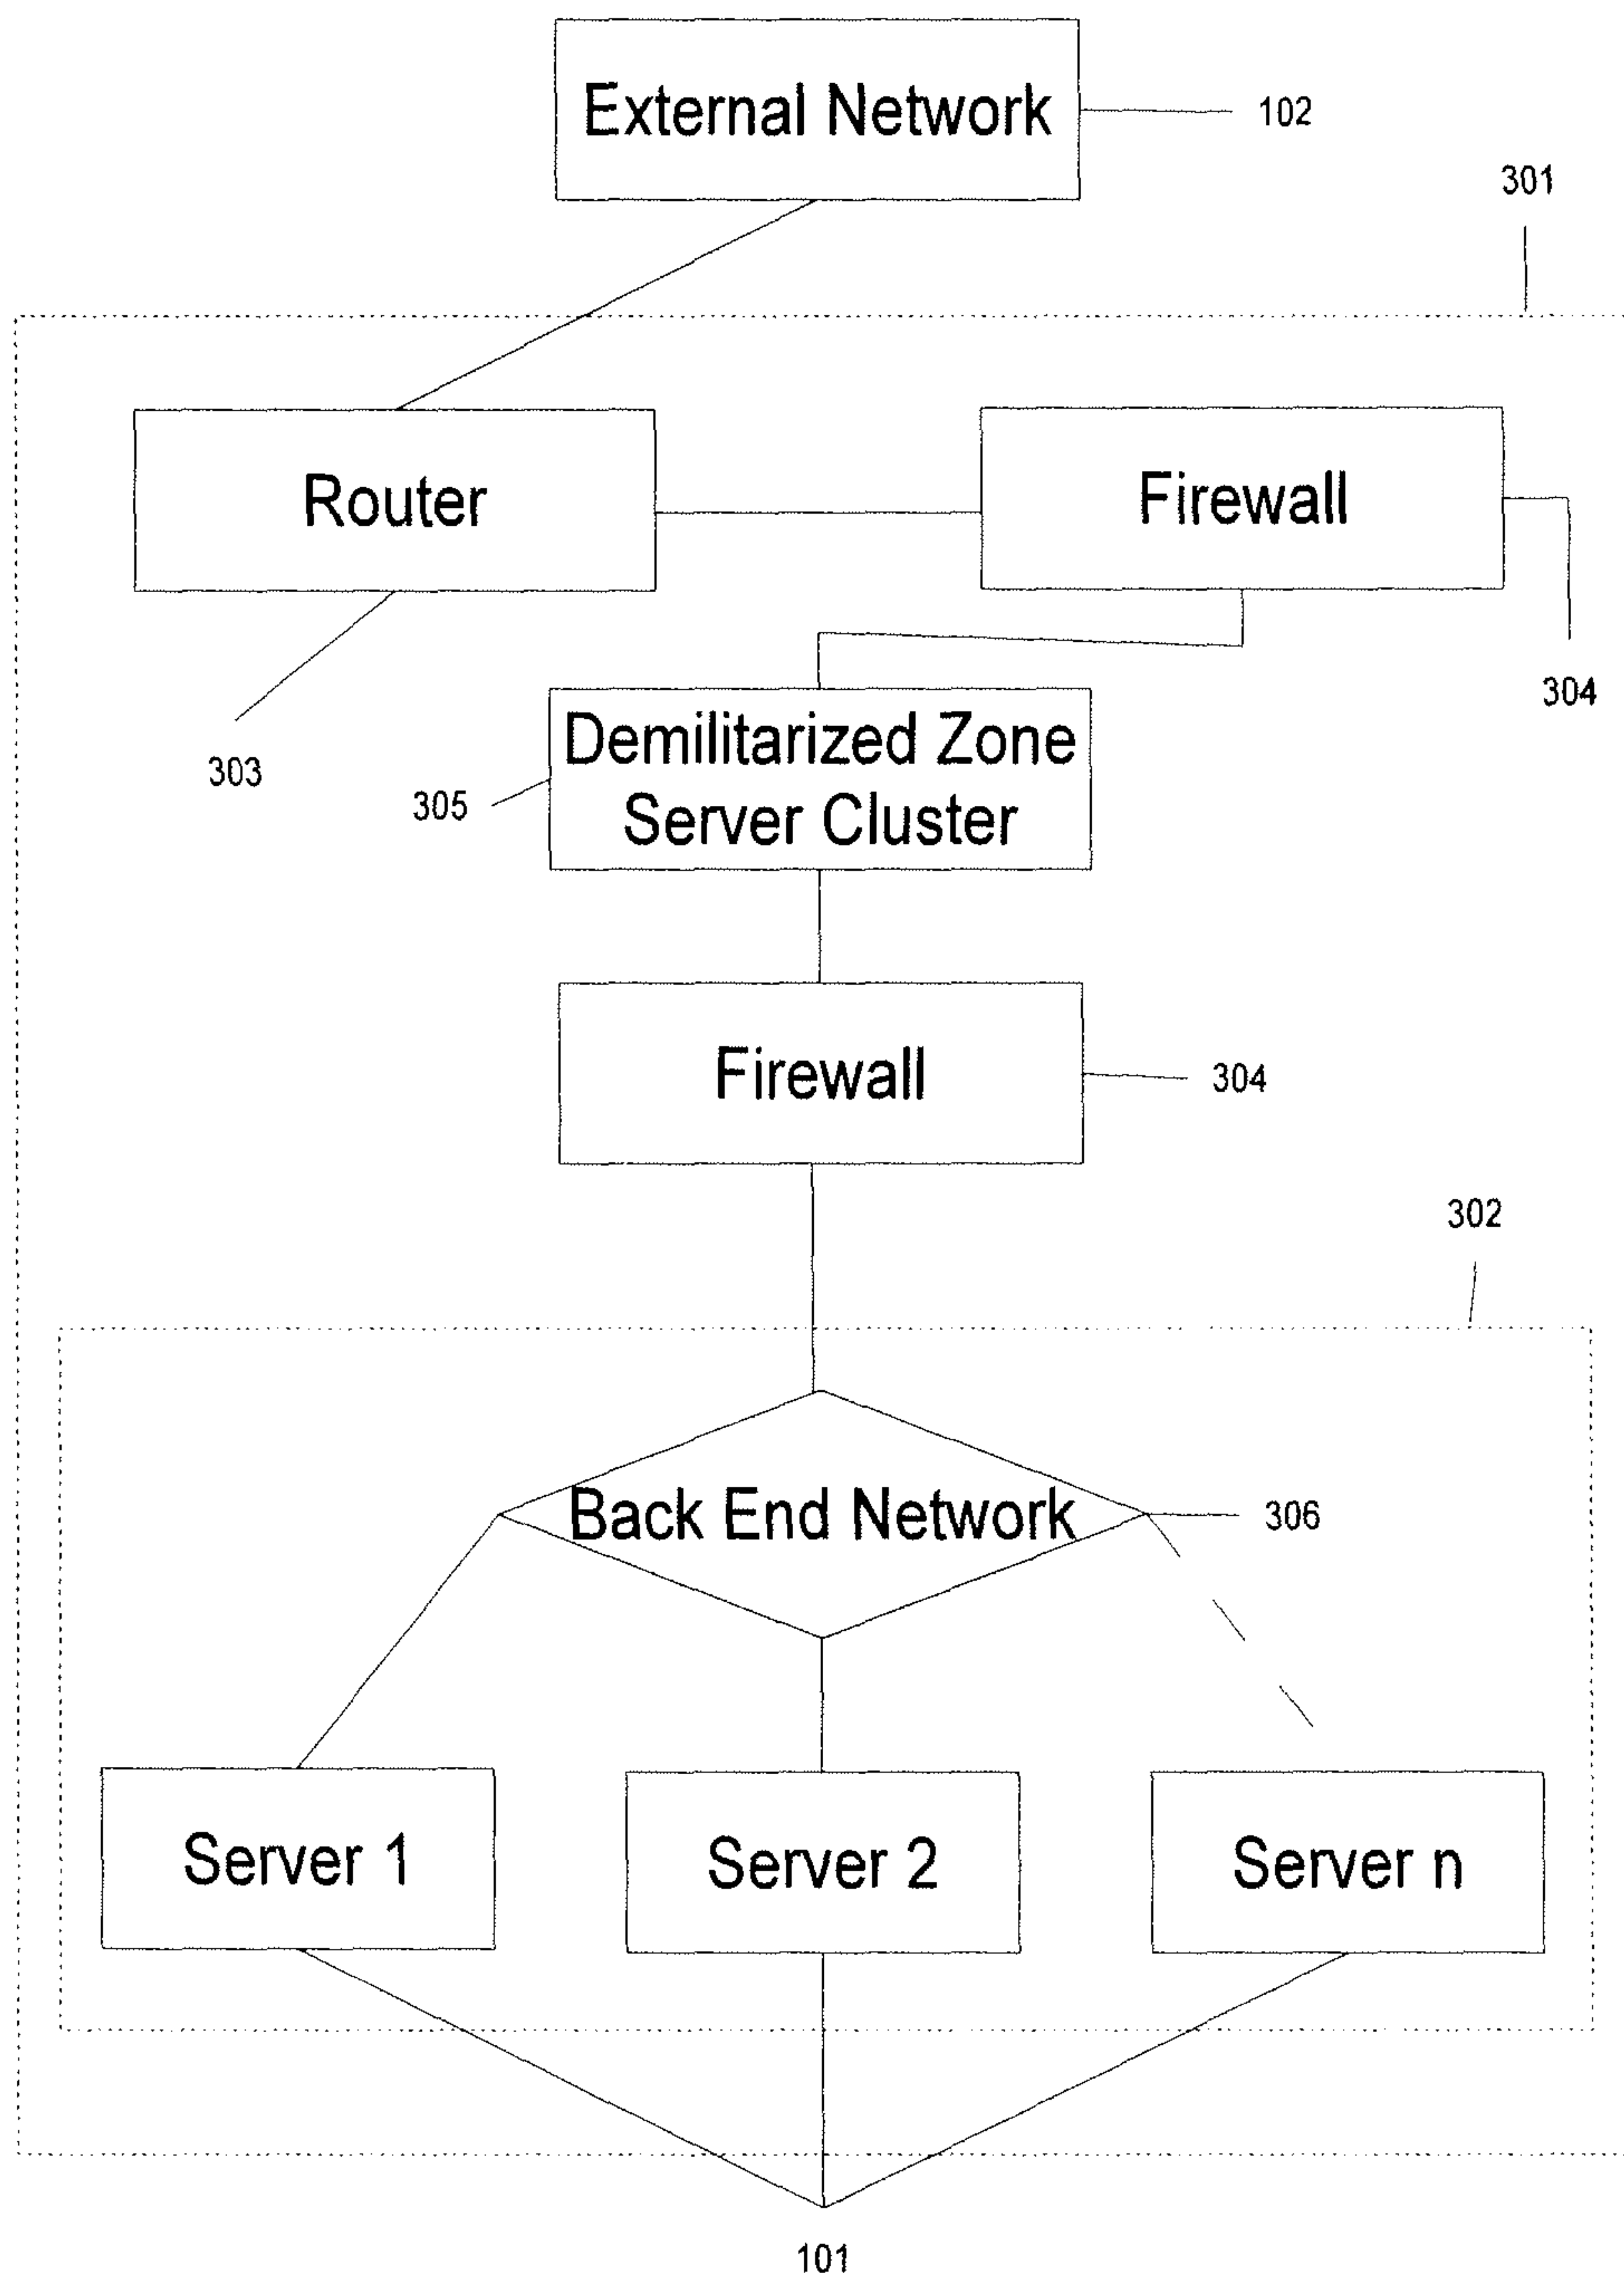 External Network
102
301
Router
Firewall
303
304
Demilitarized Zone
Server Cluster
305
Firewall
304
302
Back End Network
306
Server 1
Server 2
Server n
101